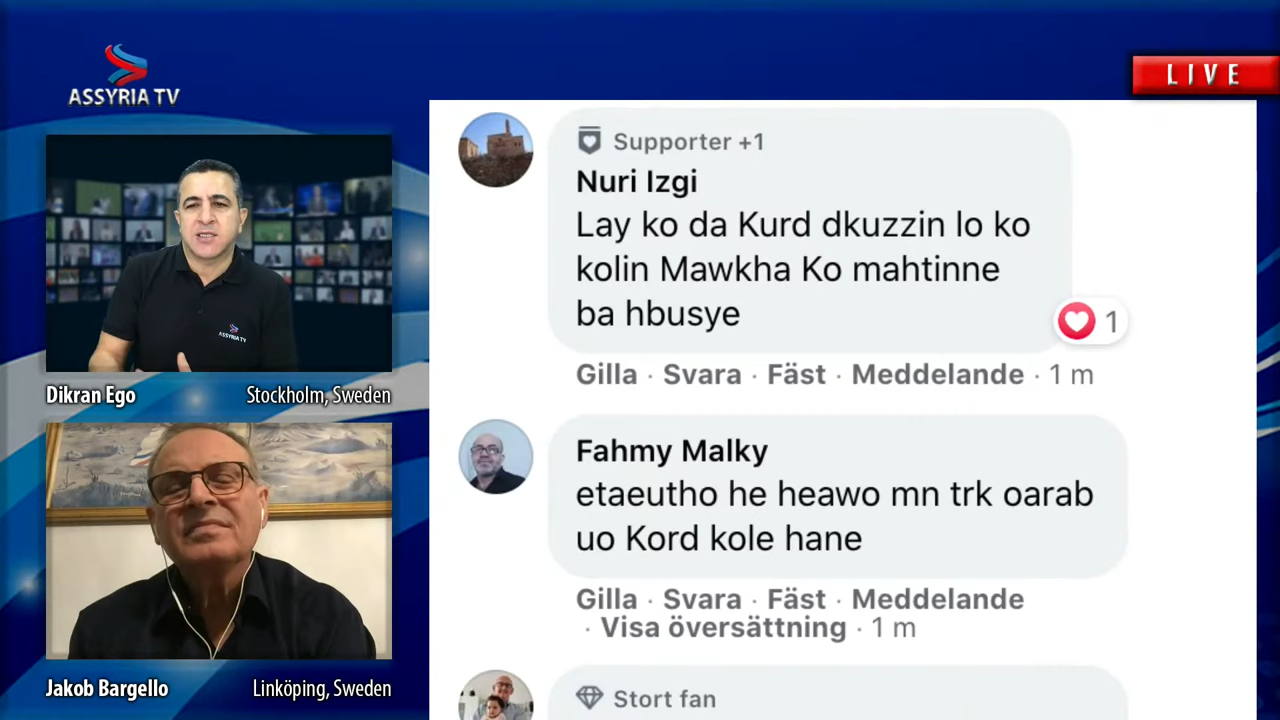 ASSYRIA TV
LIVE
Supporter +1
Nuri Izgi
Lay ko da Kurd dkuzzin lo ko
kolin Mawkha Ko mahtinne
ba hbusye
1
Gilla · Svara · Fäst · Meddelande · 1 m
ASSYRIA TV
Dikran Ego Stockholm, Sweden
Fahmy Malky
etaeutho he heawo mn trk oarab
uo Kord kole hane
Gilla · Svara · Fäst · Meddelande
· Visa översättning · 1 m
Jakob Bargello Linköping, Sweden
Stort fan